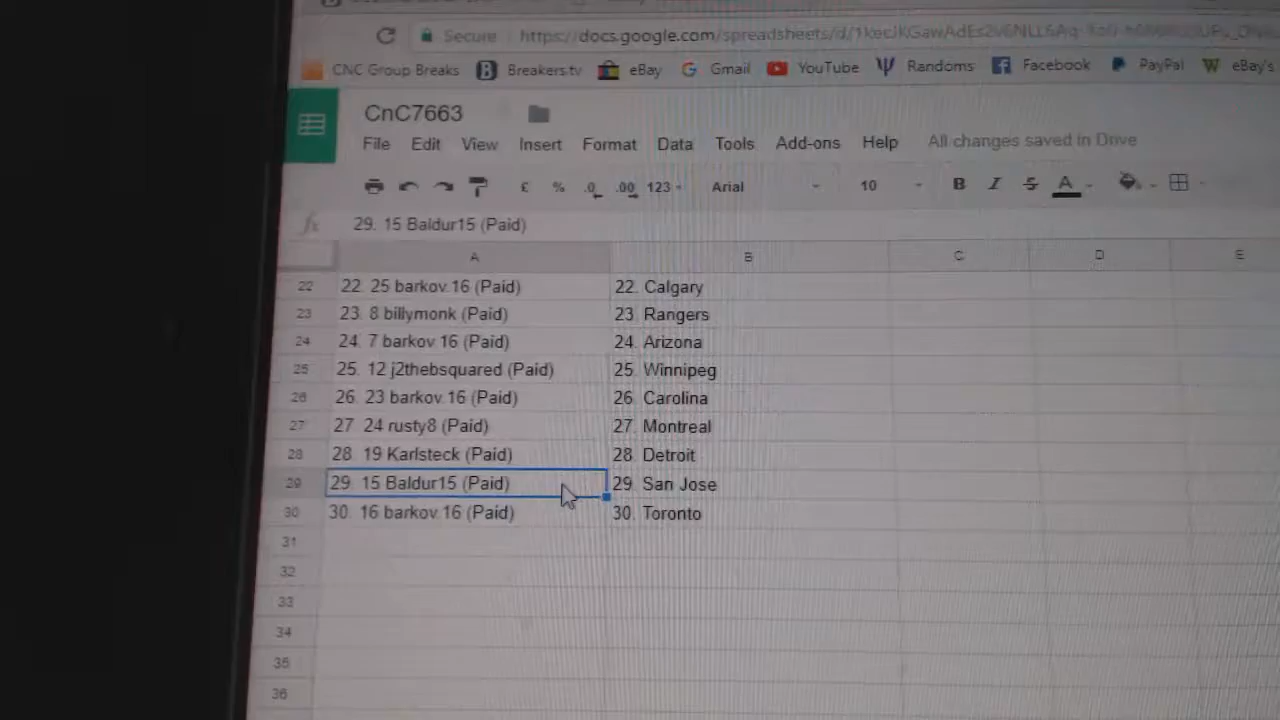 Secure https://docs.google.com/spreadsheets/d/
CNC Group Breaks B Breakers.tv eBay G Gmail YouTube Randoms Facebook PayPal W eBay's
CnC7663
File Edit View Insert Format Data Tools Add-ons Help All changes saved in Drive
£ % .0 .00 123 Arial 10 B I S A
fx 29. 15 Baldur15 (Paid)
A B C D E
22 22. 25 barkov.16 (Paid) 22. Calgary
23 23. 8 billymonk (Paid) 23. Rangers
24 24. 7 barkov.16 (Paid) 24. Arizona
25 25. 12 j2thebsquared (Paid) 25. Winnipeg
26 26. 23 barkov.16 (Paid) 26. Carolina
27 27. 24 rusty8 (Paid) 27. Montreal
28 28. 19 Karlsteck (Paid) 28. Detroit
29 29. 15 Baldur15 (Paid) 29. San Jose
30 30. 16 barkov.16 (Paid) 30. Toronto
31
32
33
34
35
36